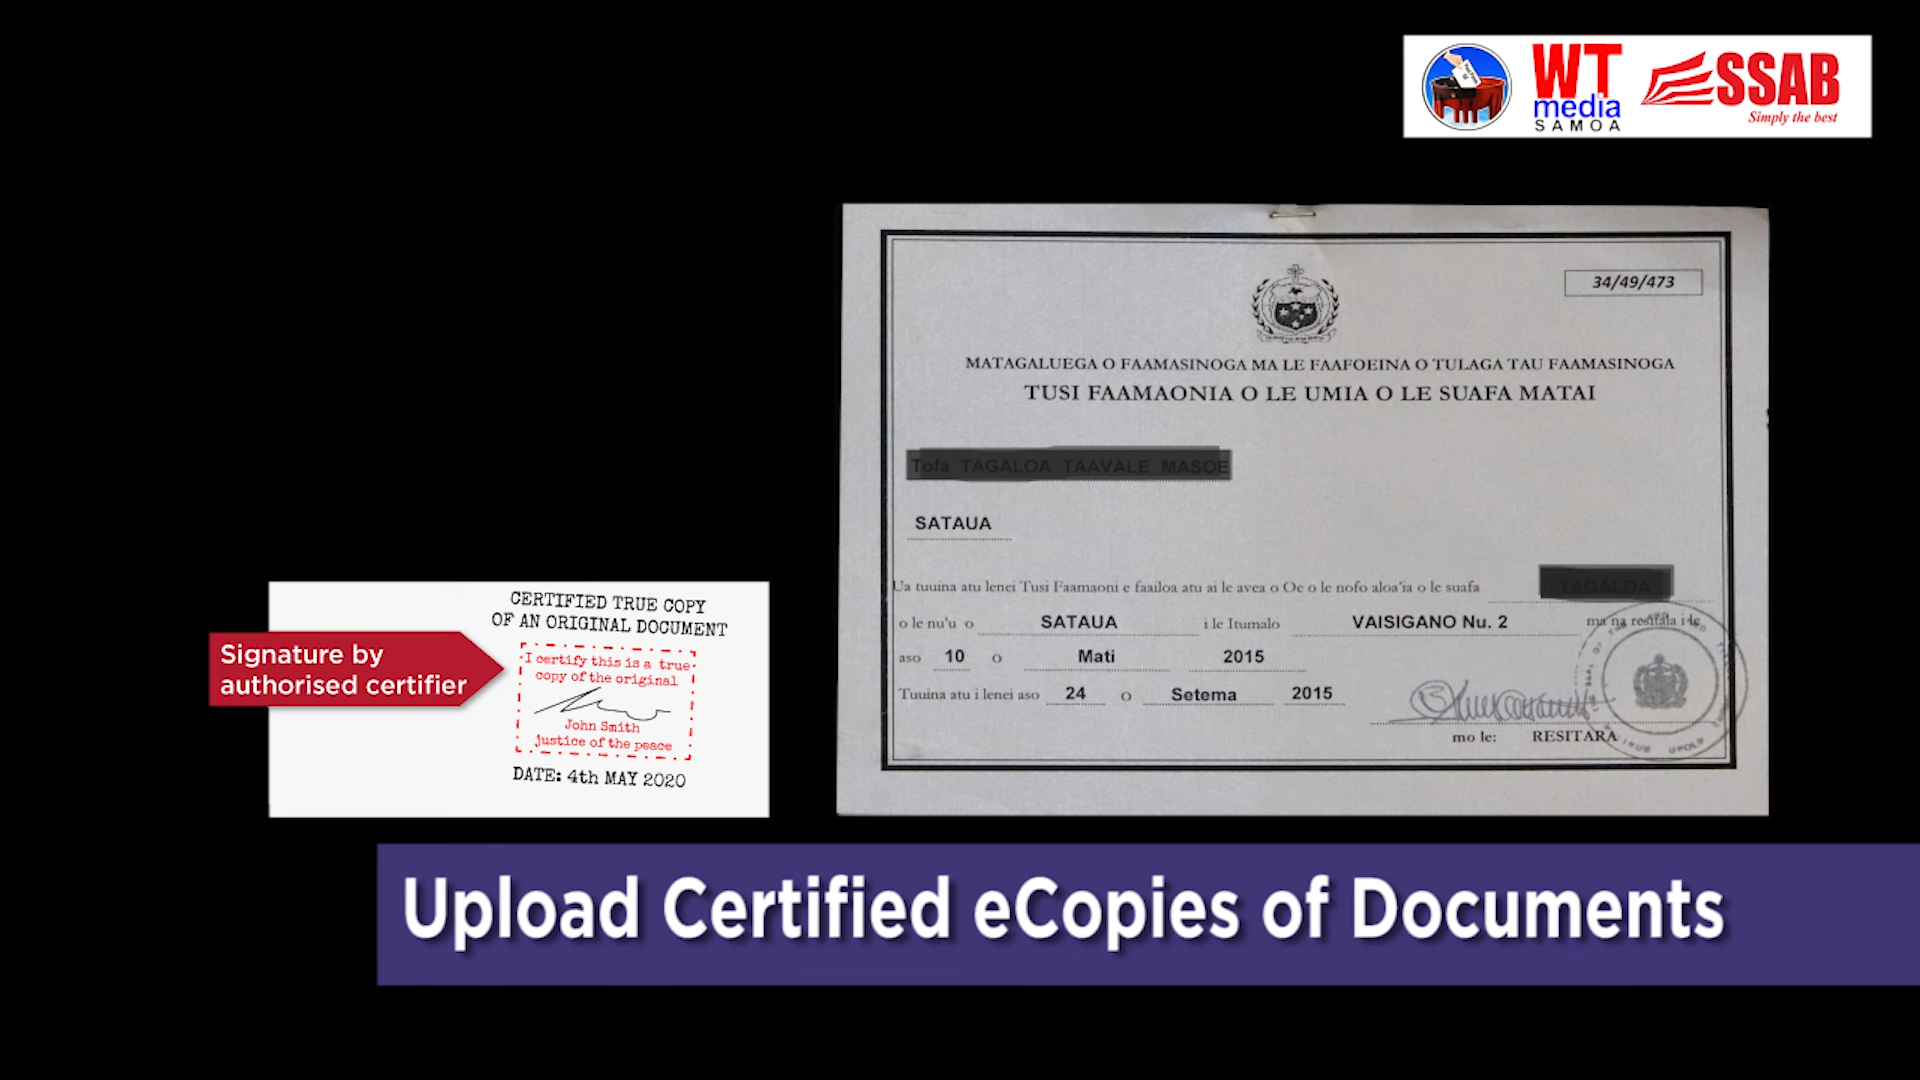 WT
media
SAMOA
SSAB
Simply the best
34/49/473
MATAGALUEGA O FAAMASINOGA MA LE FAAFOEINA O TULAGA TAU FAAMASINOGA
TUSI FAAMAONIA O LE UMIA O LE SUAFA MATAI
Tofa TAGALOA TAAVALE MASOE
SATAUA
Ua tuuina atu lenei Tusi Faamaoni e faailoa atu ai le avea o Oe o le nofo aloa'ia o le suafa TAGALOA
o le nu'u o SATAUA i le Itumalo VAISIGANO Nu. 2 ma na resitala i le
aso 10 o Mati 2015
Tuuina atu i lenei aso 24 o Setema 2015
mo le: RESITARA
CERTIFIED TRUE COPY
OF AN ORIGINAL DOCUMENT
Signature by
authorised certifier
I certify this is a true
copy of the original
John Smith
justice of the peace
DATE: 4th MAY 2020
Upload Certified eCopies of Documents